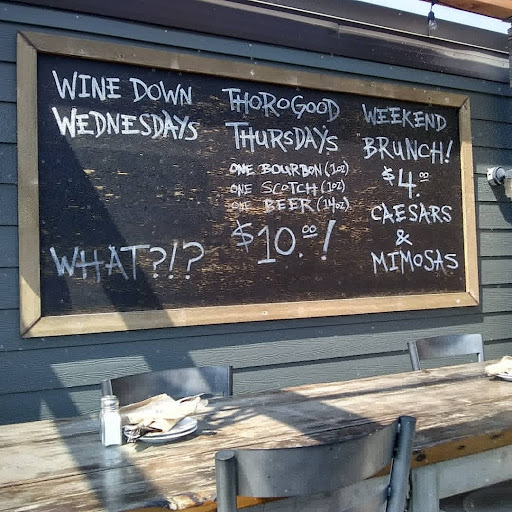 WINE DOWN
WEDNESDAYS
WHAT?!?
THOROGOOD
THURSDAYS
ONE BOURBON (1oz)
ONE SCOTCH (1oz)
ONE BEER (14oz)
$10.00!
WEEKEND
BRUNCH!
$4.00
CAESARS
&
MIMOSAS